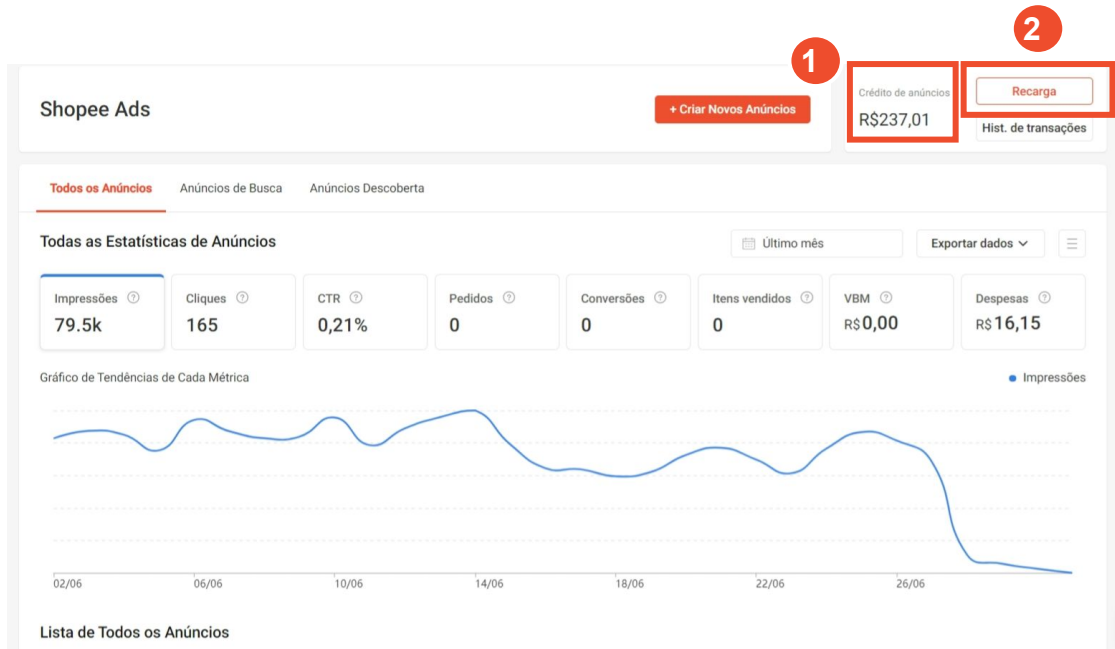 2
1
Shopee Ads
+ Criar Novos Anúncios
Crédito de anúncios
R$237,01
Recarga
Hist. de transações
Todos os Anúncios
Anúncios de Busca
Anúncios Descoberta
Todas as Estatísticas de Anúncios
Último mês
Exportar dados
Impressões ?
79.5k
Cliques ?
165
CTR ?
0,21%
Pedidos ?
0
Conversões ?
0
Itens vendidos ?
0
VBM ?
R$0,00
Despesas ?
R$16,15
Gráfico de Tendências de Cada Métrica
Impressões
02/06
06/06
10/06
14/06
18/06
22/06
26/06
Lista de Todos os Anúncios